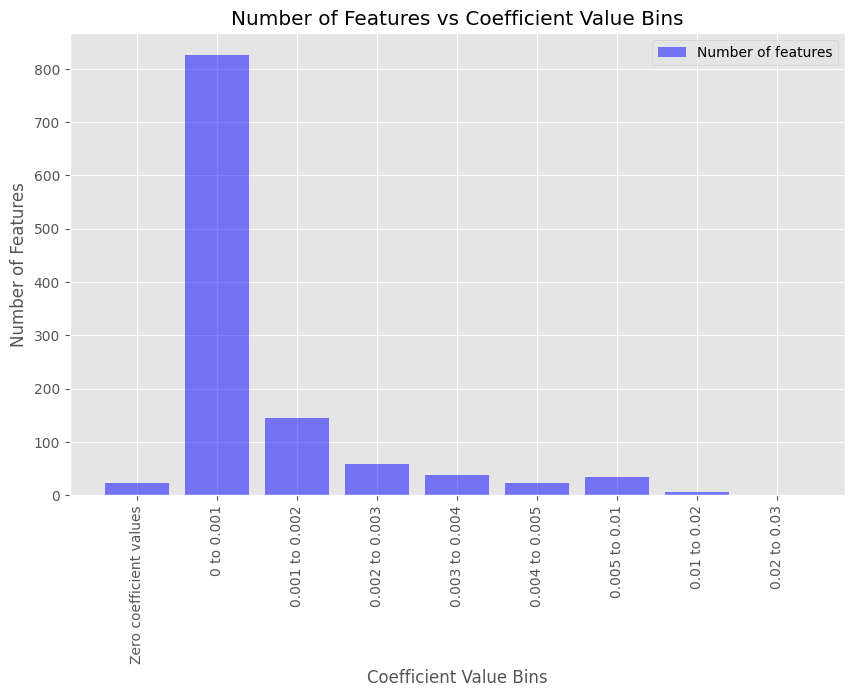 Number of Features vs Coefficient Value Bins
Number of features
Number of Features
800
700
600
500
400
300
200
100
0
Zero coefficient values
0 to 0.001
0.001 to 0.002
0.002 to 0.003
0.003 to 0.004
0.004 to 0.005
0.005 to 0.01
0.01 to 0.02
0.02 to 0.03
Coefficient Value Bins